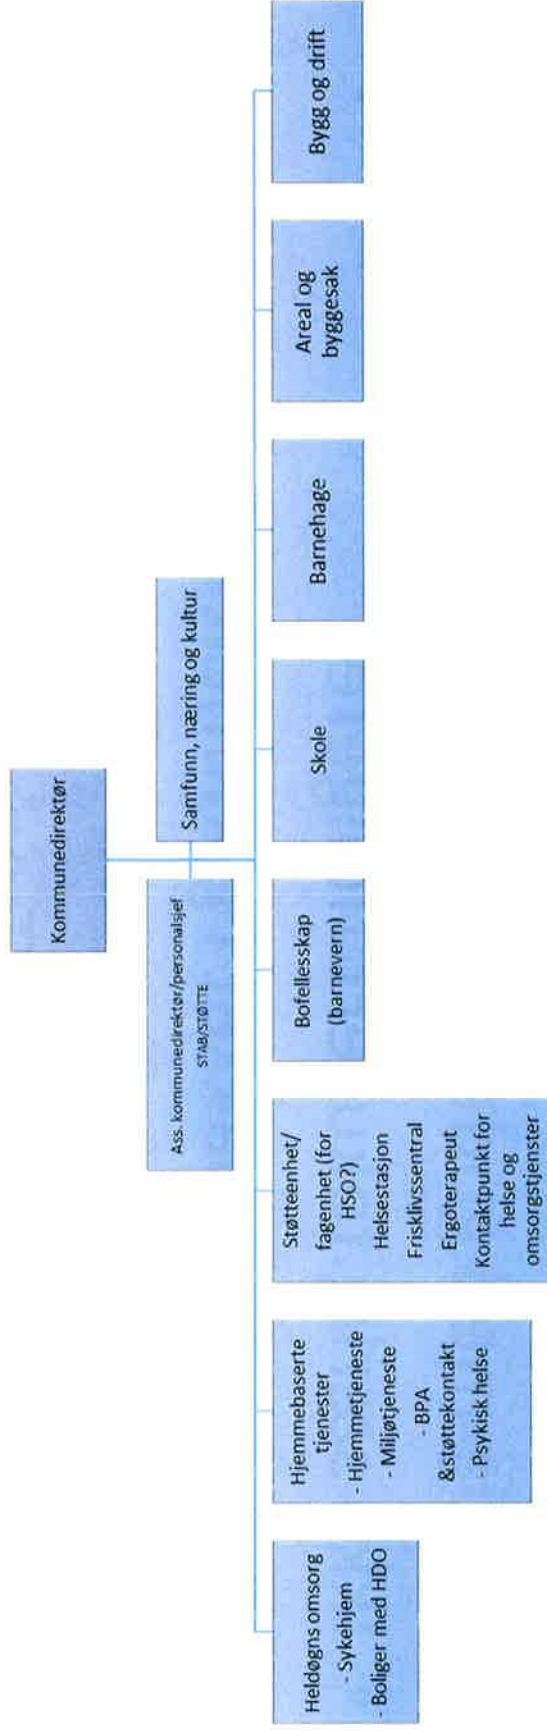 Kommunedirektør
Ass. kommunedirektør/personalsjef
STAB/STØTTE
Samfunn, næring og kultur
Heldøgns omsorg
- Sykehjem
- Boliger med HDO
Hjemmebaserte
tjenester
- Hjemmetjeneste
- Miljøtjeneste
- BPA
&støttekontakt
- Psykisk helse
Støtteenhet/
fagenhet (for
HSO?)
Helsestasjon
Frisklivssentral
Ergoterapeut
Kontaktpunkt for
helse og
omsorgstjenster
Bofellesskap
(barnevern)
Skole
Barnehage
Areal og
byggesak
Bygg og drift